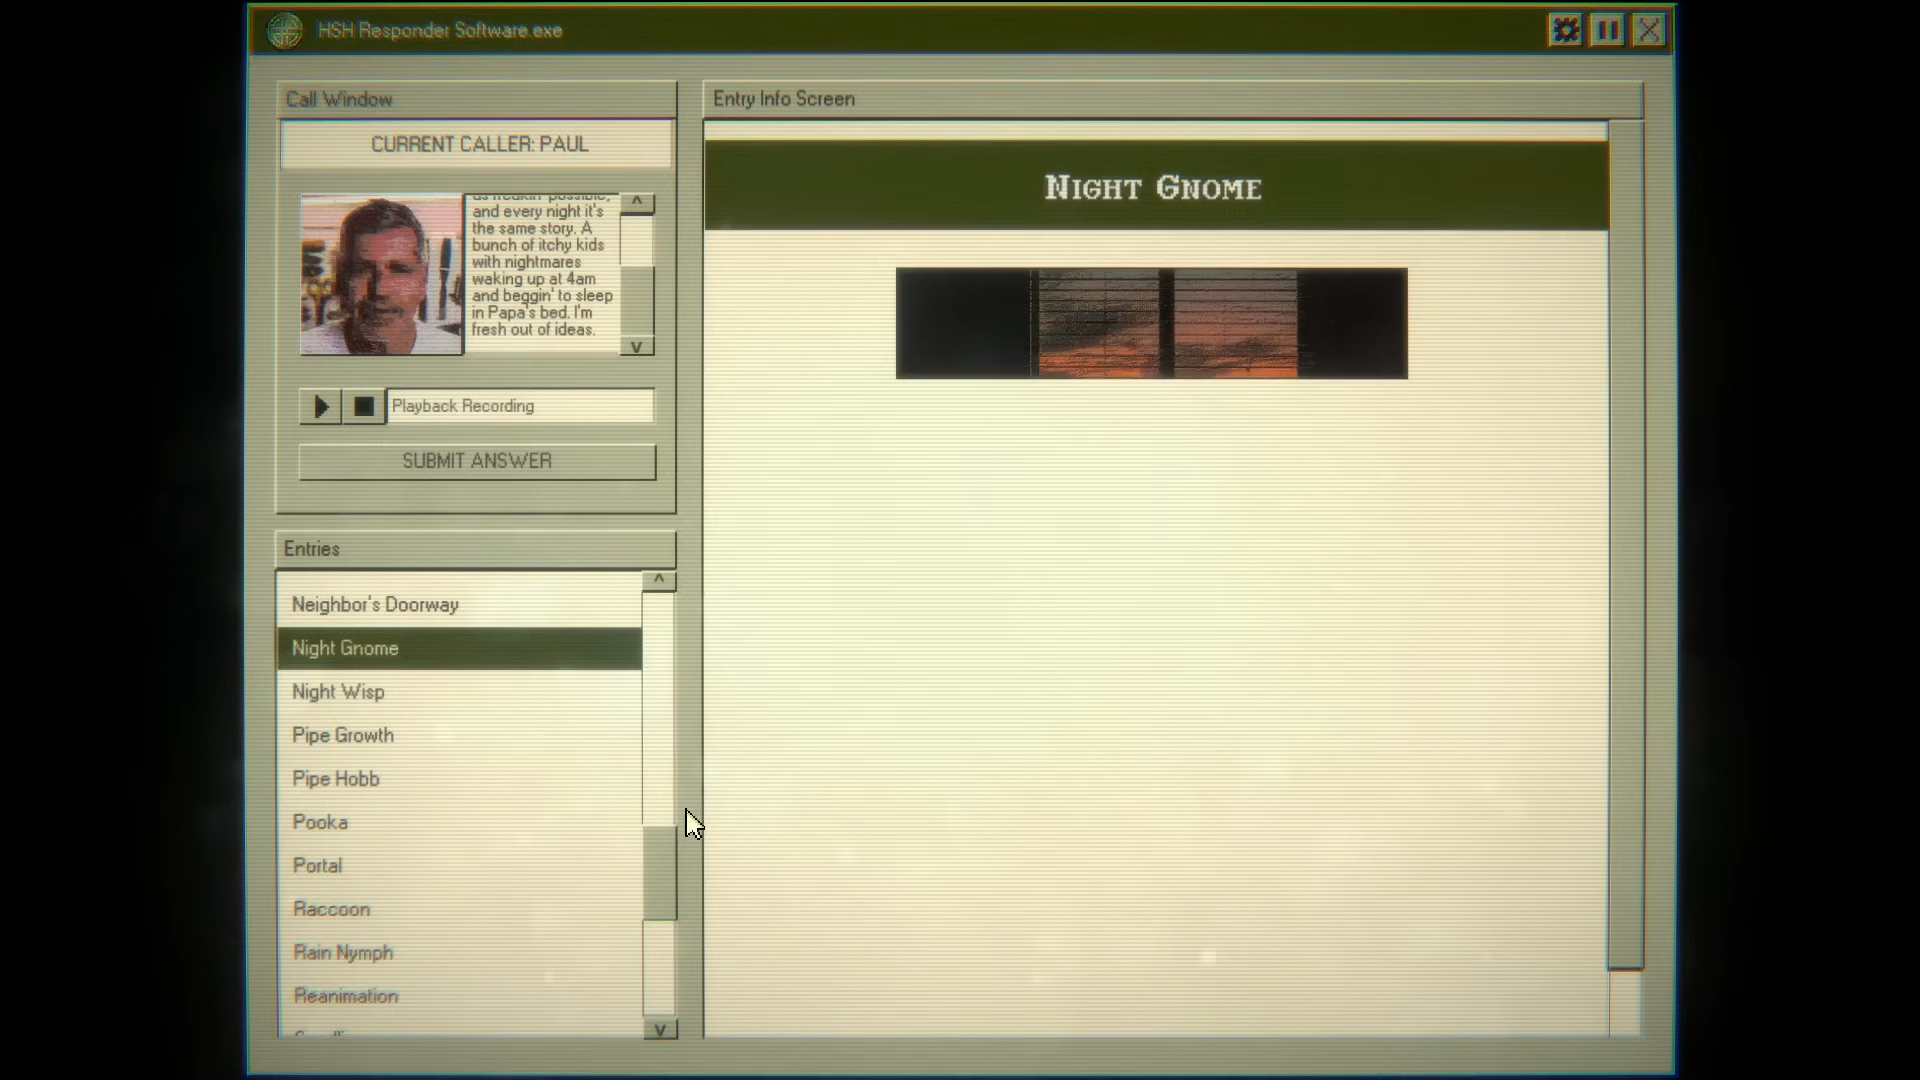 HSH Responder Software.exe
Call Window
CURRENT CALLER: PAUL
as freakin' possible,
and every night it's
the same story. A
bunch of itchy kids
with nightmares
waking up at 4am
and beggin' to sleep
in Papa's bed. I'm
fresh out of ideas.
Playback Recording
SUBMIT ANSWER
Entries
Neighbor's Doorway
Night Gnome
Night Wisp
Pipe Growth
Pipe Hobb
Pooka
Portal
Raccoon
Rain Nymph
Reanimation
Entry Info Screen
Night Gnome